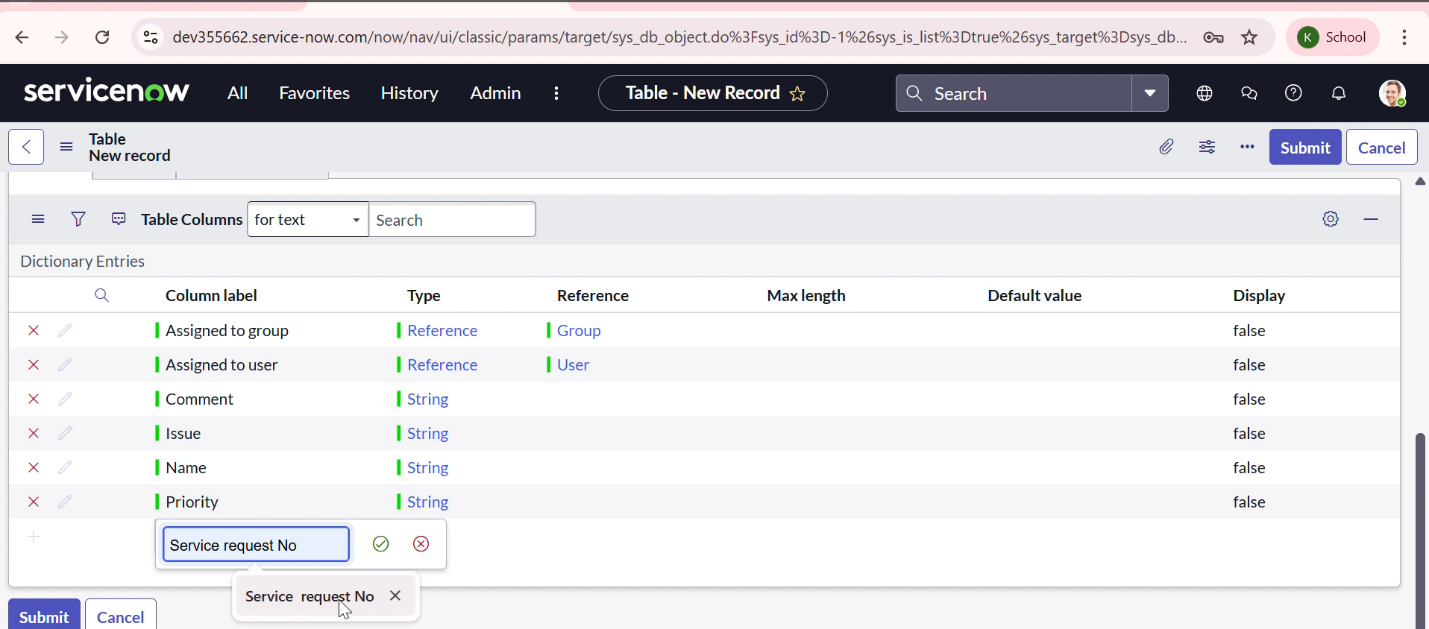 dev355662.service-now.com/now/nav/ui/classic/params/target/sys_db_object.do%3Fsys_id%3D-1%26sys_is_list%3Dtrue%26sys_target%3Dsys_db... K School
servicenow All Favorites History Admin Table - New Record Search
Table
New record
Submit Cancel
Table Columns for text Search
Dictionary Entries
Column label Type Reference Max length Default value Display
Assigned to group Reference Group false
Assigned to user Reference User false
Comment String false
Issue String false
Name String false
Priority String false
Service request No
Service request No
Submit Cancel